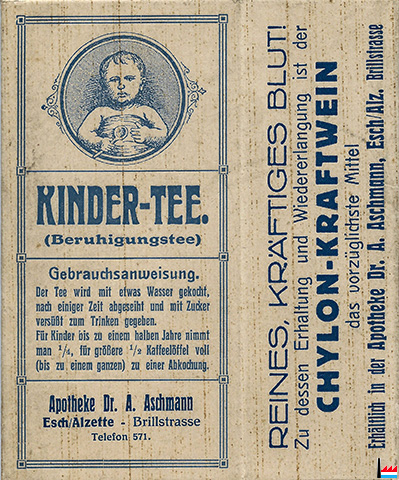 KINDER-TEE.
(Beruhigungstee)
Gebrauchsanweisung.
Der Tee wird mit etwas Wasser gekocht,
nach einiger Zeit abgeseiht und mit Zucker
versüßt zum Trinken gegeben.
Für Kinder bis zu einem halben Jahre nimmt
man ¼, für größere ½ Kaffeelöffel voll
(bis zu einem ganzen) zu einer Abkochung.
Apotheke Dr. A. Aschmann
Esch/Alzette - Brillstrasse
Telefon 571.
REINES, KRÄFTIGES BLUT!
Zu dessen Erhaltung und Wiedererlangung ist der
CHYLON-KRAFTWEIN
das vorzüglichste Mittel
Erhältlich in der Apotheke Dr. A. Aschmann, Esch/Alz. Brillstrasse